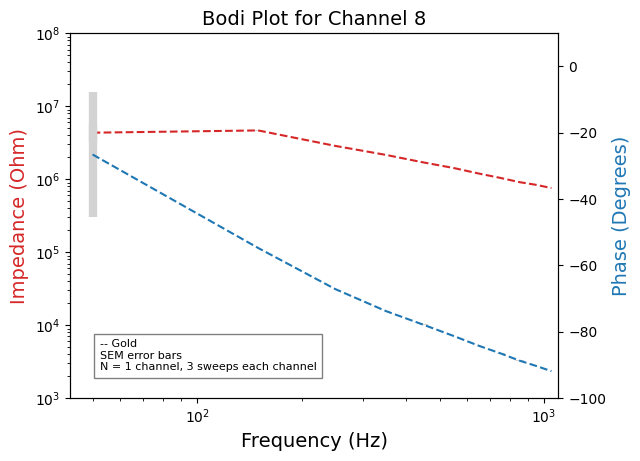 Bodi Plot for Channel 8
Impedance (Ohm)
10^8
10^7
10^6
10^5
10^4
10^3
0
−20
−40
−60
−80
−100
Phase (Degrees)
-- Gold
SEM error bars
N = 1 channel, 3 sweeps each channel
10^2
10^3
Frequency (Hz)